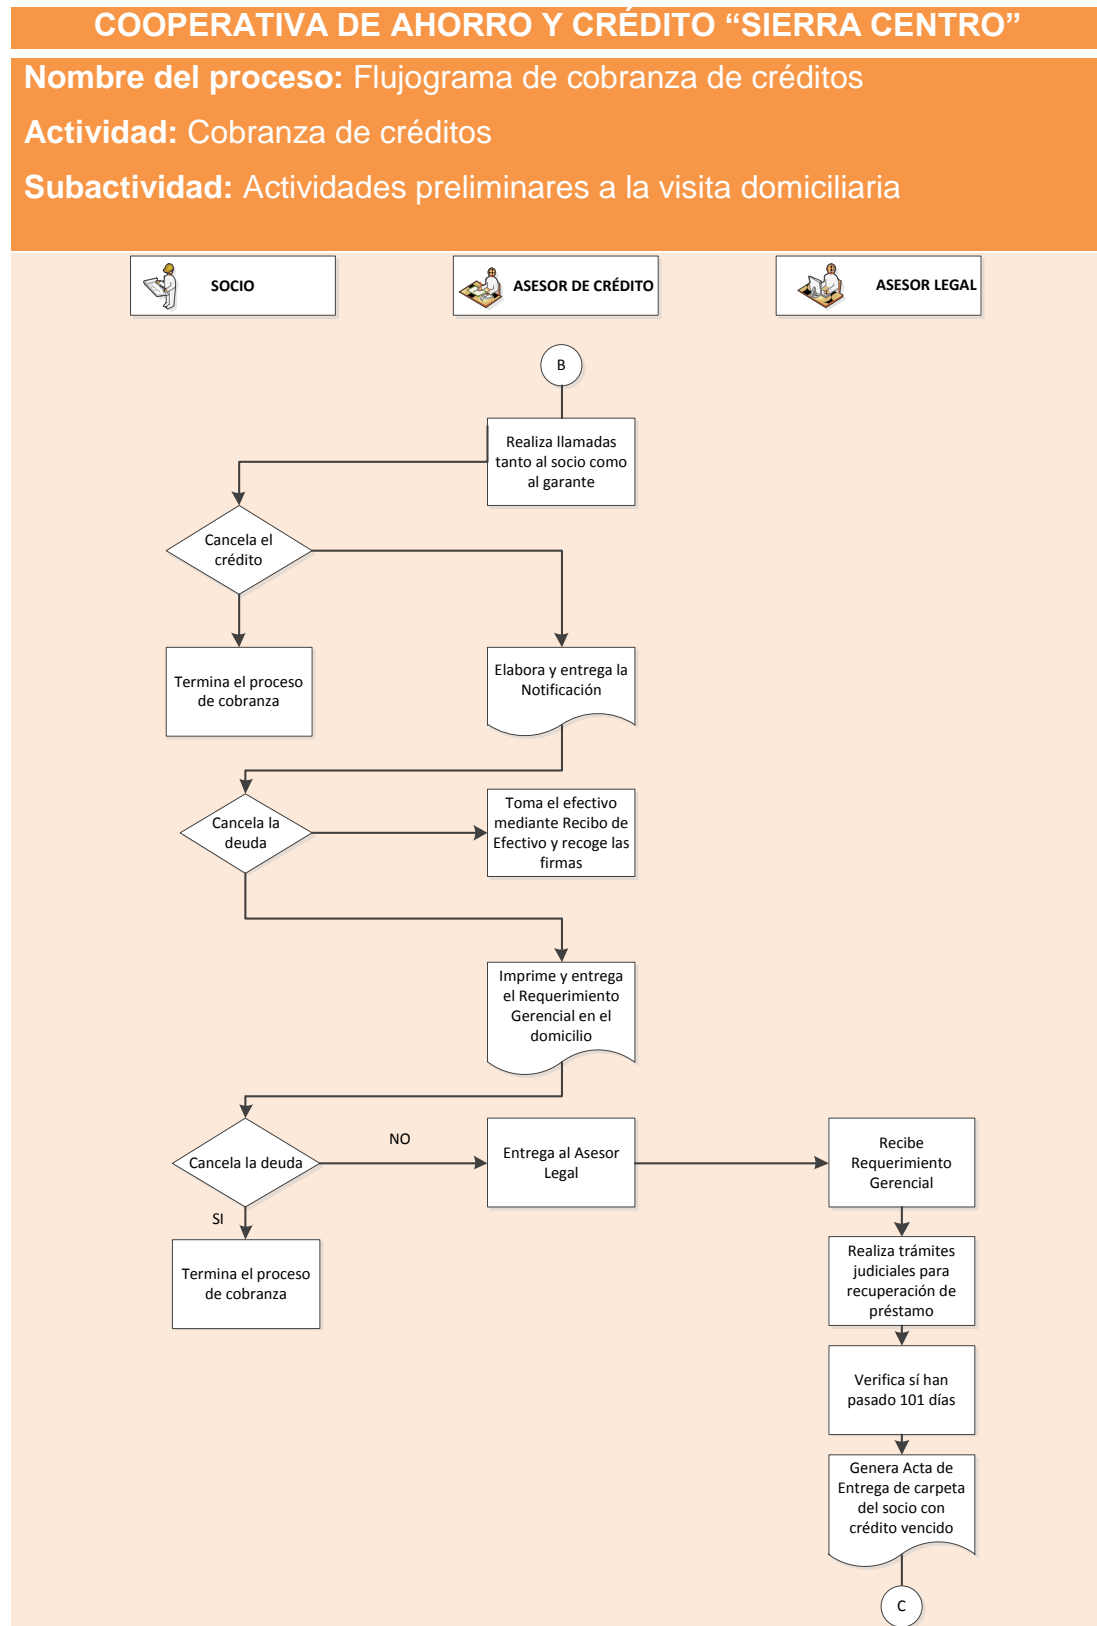 COOPERATIVA DE AHORRO Y CRÉDITO “SIERRA CENTRO”
Nombre del proceso: Flujograma de cobranza de créditos
Actividad: Cobranza de créditos
Subactividad: Actividades preliminares a la visita domiciliaria
SOCIO
ASESOR DE CRÉDITO
ASESOR LEGAL
B
Realiza llamadas
tanto al socio como
al garante
Cancela el
crédito
Termina el proceso
de cobranza
Elabora y entrega la
Notificación
Cancela la
deuda
Toma el efectivo
mediante Recibo de
Efectivo y recoge las
firmas
Imprime y entrega
el Requerimiento
Gerencial en el
domicilio
Cancela la deuda
NO
Entrega al Asesor
Legal
Recibe
Requerimiento
Gerencial
SI
Termina el proceso
de cobranza
Realiza trámites
judiciales para
recuperación de
préstamo
Verifica sí han
pasado 101 días
Genera Acta de
Entrega de carpeta
del socio con
crédito vencido
C